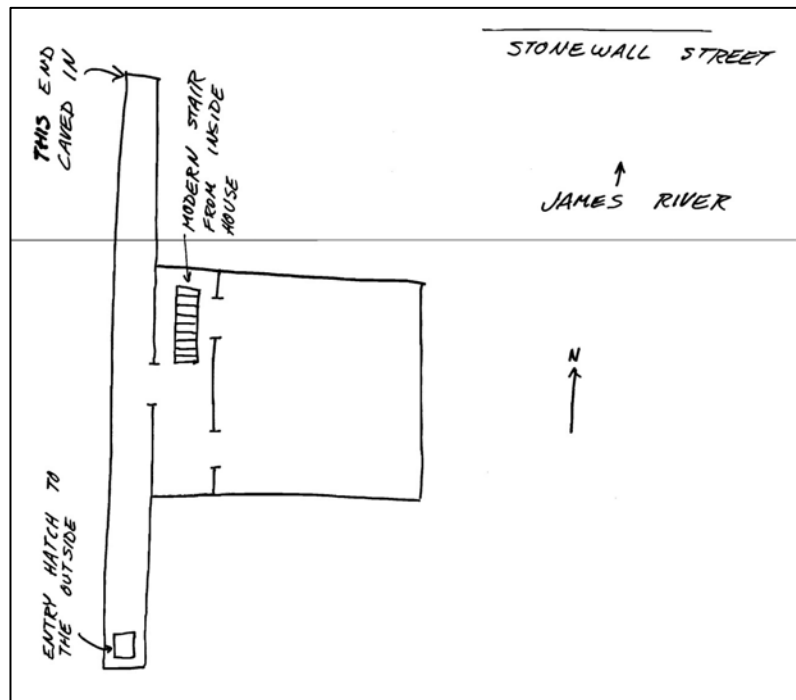 STONEWALL STREET
JAMES RIVER
THIS END
CAVED IN
MODERN STAIR
FROM INSIDE
HOUSE
N
ENTRY HATCH TO
THE OUTSIDE